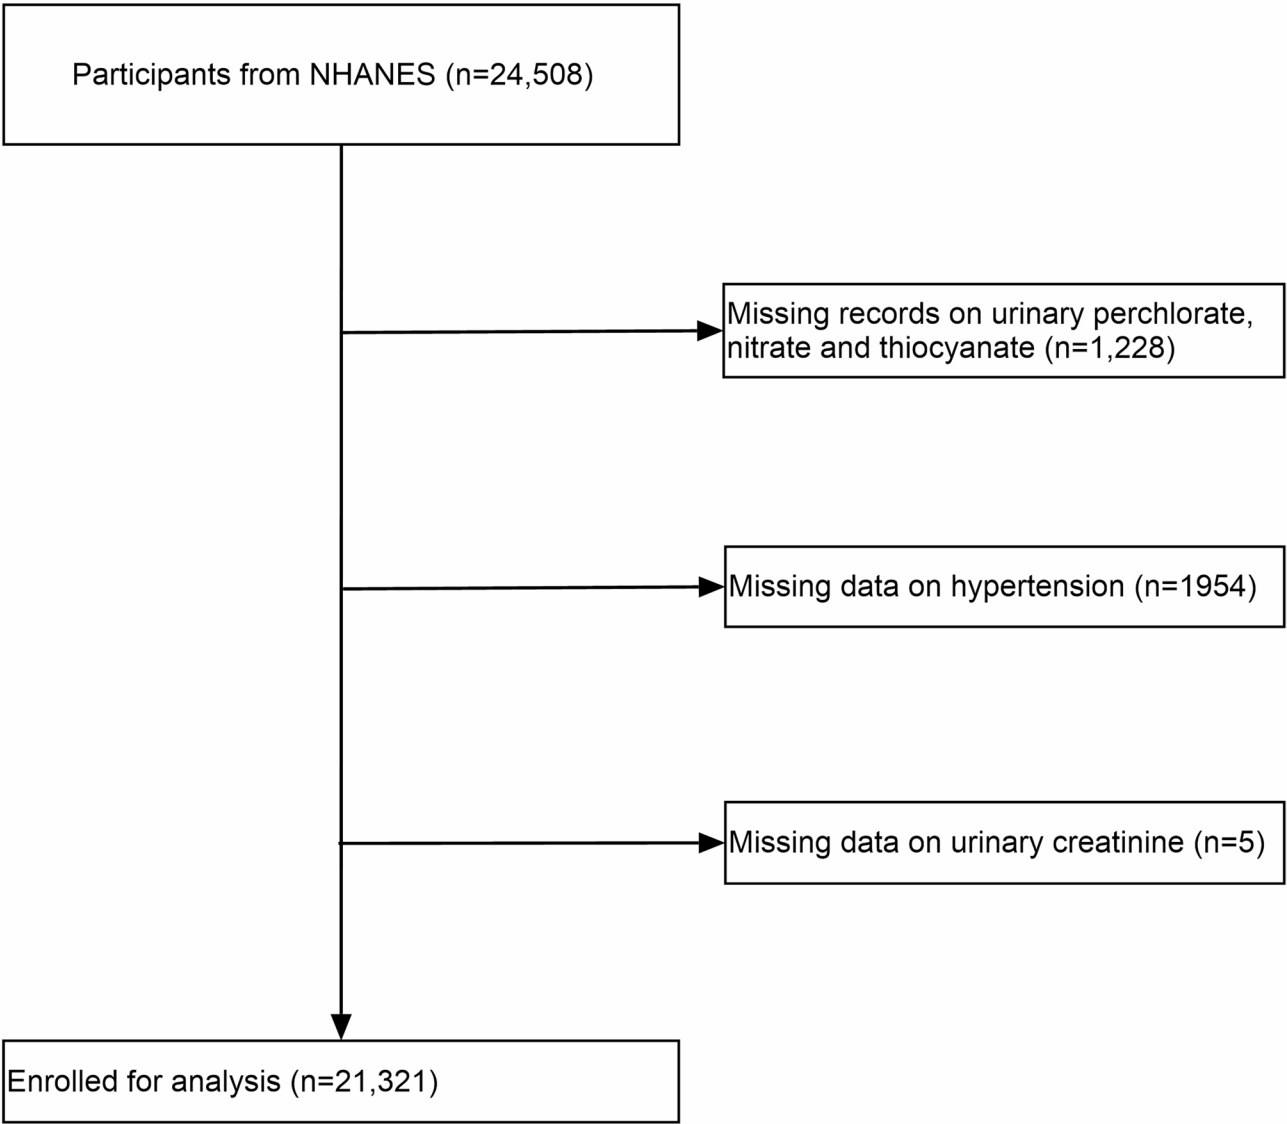 Participants from NHANES (n=24,508)
Missing records on urinary perchlorate,
nitrate and thiocyanate (n=1,228)
Missing data on hypertension (n=1954)
Missing data on urinary creatinine (n=5)
Enrolled for analysis (n=21,321)